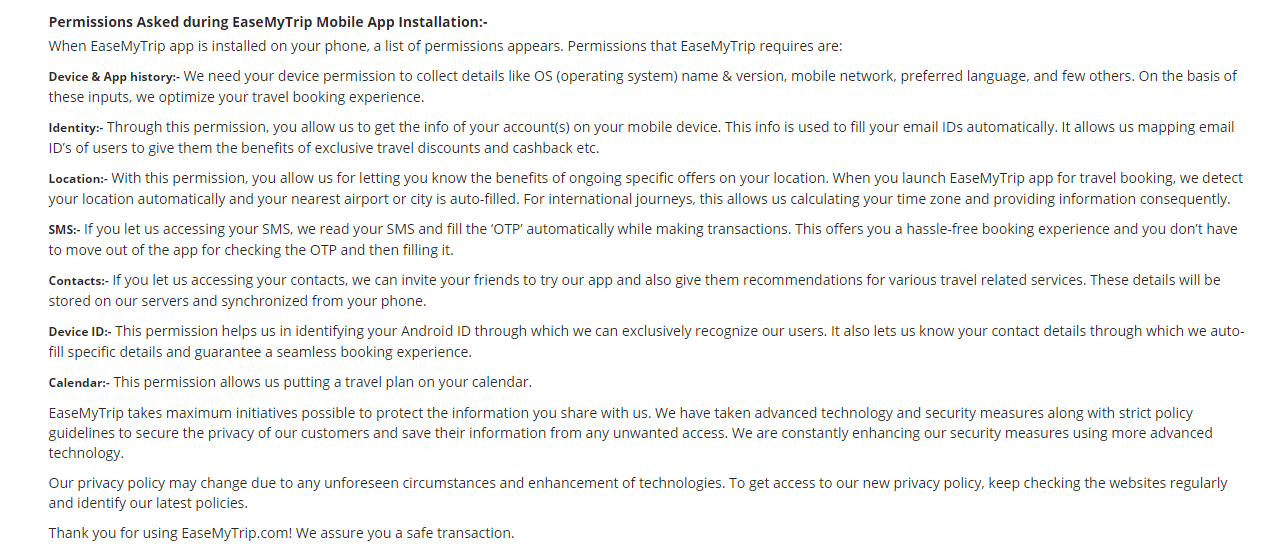 Permissions Asked during EaseMyTrip Mobile App Installation:-
When EaseMyTrip app is installed on your phone, a list of permissions appears. Permissions that EaseMyTrip requires are:
Device & App history:- We need your device permission to collect details like OS (operating system) name & version, mobile network, preferred language, and few others. On the basis of
these inputs, we optimize your travel booking experience.
Identity:- Through this permission, you allow us to get the info of your account(s) on your mobile device. This info is used to fill your email IDs automatically. It allows us mapping email
ID’s of users to give them the benefits of exclusive travel discounts and cashback etc.
Location:- With this permission, you allow us for letting you know the benefits of ongoing specific offers on your location. When you launch EaseMyTrip app for travel booking, we detect
your location automatically and your nearest airport or city is auto-filled. For international journeys, this allows us calculating your time zone and providing information consequently.
SMS:- If you let us accessing your SMS, we read your SMS and fill the ‘OTP’ automatically while making transactions. This offers you a hassle-free booking experience and you don’t have
to move out of the app for checking the OTP and then filling it.
Contacts:- If you let us accessing your contacts, we can invite your friends to try our app and also give them recommendations for various travel related services. These details will be
stored on our servers and synchronized from your phone.
Device ID:- This permission helps us in identifying your Android ID through which we can exclusively recognize our users. It also lets us know your contact details through which we auto-
fill specific details and guarantee a seamless booking experience.
Calendar:- This permission allows us putting a travel plan on your calendar.
EaseMyTrip takes maximum initiatives possible to protect the information you share with us. We have taken advanced technology and security measures along with strict policy
guidelines to secure the privacy of our customers and save their information from any unwanted access. We are constantly enhancing our security measures using more advanced
technology.
Our privacy policy may change due to any unforeseen circumstances and enhancement of technologies. To get access to our new privacy policy, keep checking the websites regularly
and identify our latest policies.
Thank you for using EaseMyTrip.com! We assure you a safe transaction.